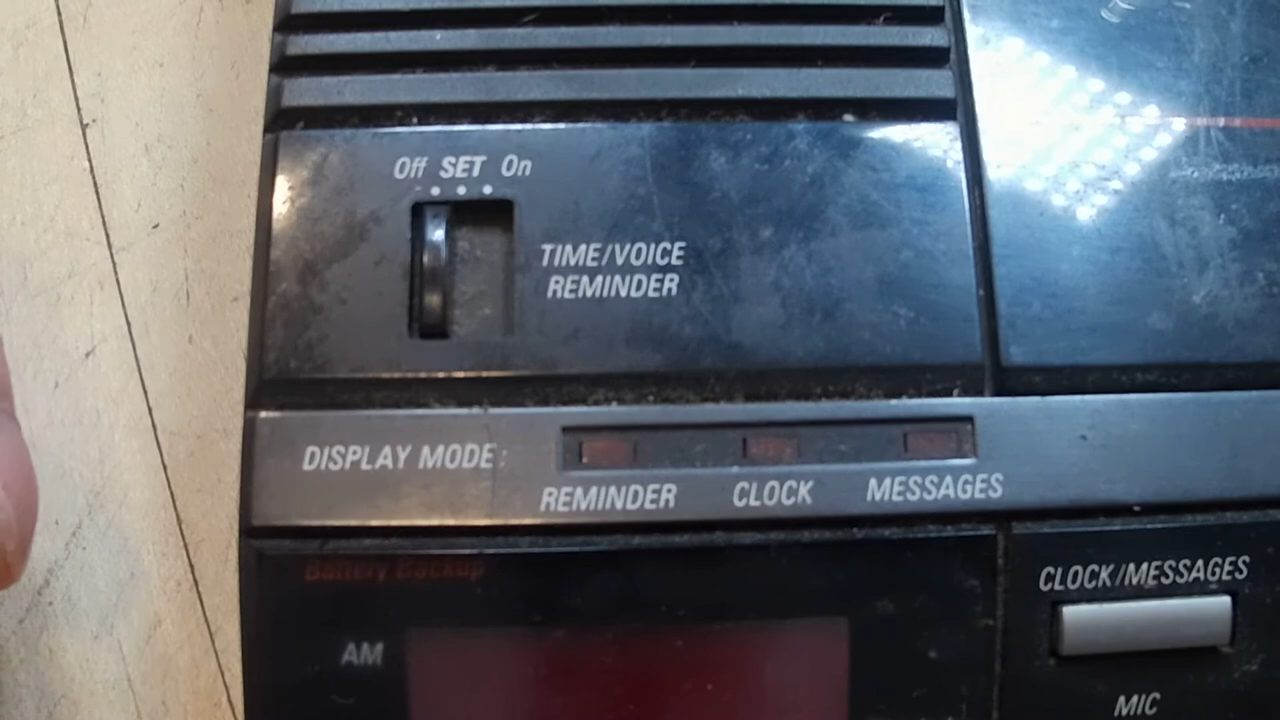 Off SET On
TIME/VOICE
REMINDER
DISPLAY MODE:
REMINDER CLOCK MESSAGES
Battery Backup
CLOCK/MESSAGES
AM
MIC